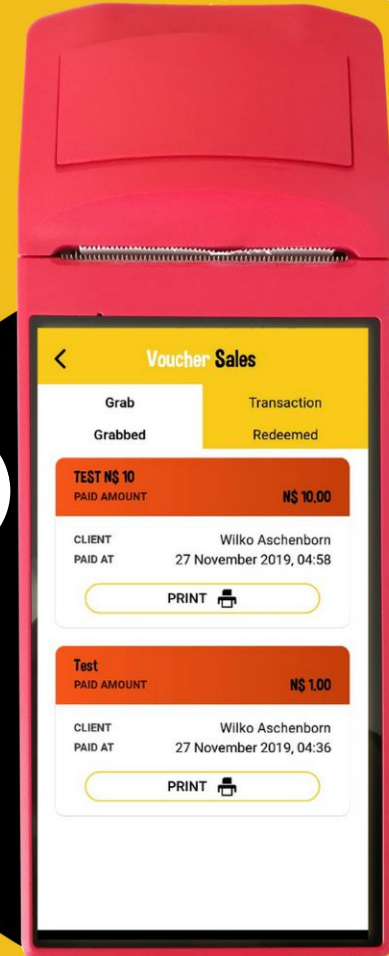 Voucher Sales
Grab Transaction
Grabbed Redeemed
TEST N$ 10
PAID AMOUNT N$ 10,00
CLIENT Wilko Aschenborn
PAID AT 27 November 2019, 04:58
PRINT
Test
PAID AMOUNT N$ 1,00
CLIENT Wilko Aschenborn
PAID AT 27 November 2019, 04:36
PRINT